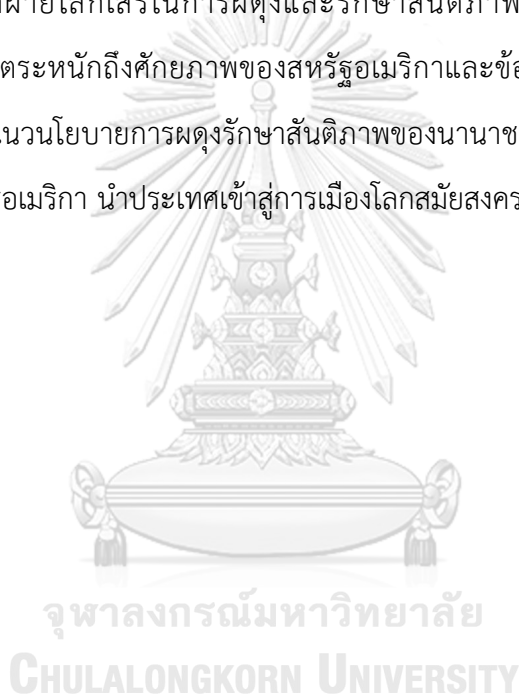 ฝ่ายโลกเสรีในการผดุงและรักษาสันติภาพ
ตระหนักถึงศักยภาพของสหรัฐอเมริกาและข้อ
นวนโยบายการผดุงรักษาสันติภาพของนานาช
อเมริกา นำประเทศเข้าสู่การเมืองโลกสมัยสงคร
จุฬาลงกรณ์มหาวิทยาลัย
CHULALONGKORN UNIVERSITY